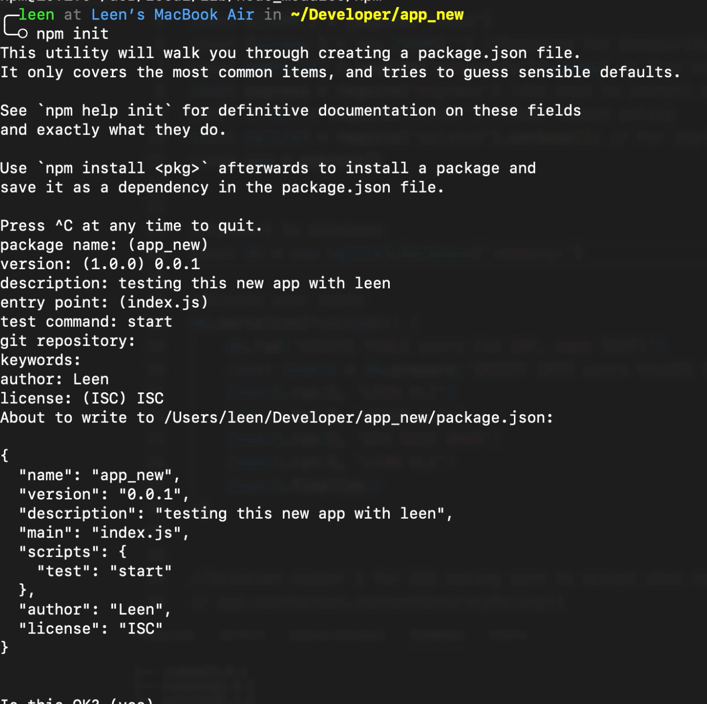 leen at Leen’s MacBook Air in ~/Developer/app_new
npm init
This utility will walk you through creating a package.json file.
It only covers the most common items, and tries to guess sensible defaults.
See `npm help init` for definitive documentation on these fields
and exactly what they do.
Use `npm install <pkg>` afterwards to install a package and
save it as a dependency in the package.json file.
Press ^C at any time to quit.
package name: (app_new)
version: (1.0.0) 0.0.1
description: testing this new app with leen
entry point: (index.js)
test command: start
git repository:
keywords:
author: Leen
license: (ISC) ISC
About to write to /Users/leen/Developer/app_new/package.json:
{
  "name": "app_new",
  "version": "0.0.1",
  "description": "testing this new app with leen",
  "main": "index.js",
  "scripts": {
    "test": "start"
  },
  "author": "Leen",
  "license": "ISC"
}
Is this OK? (yes)